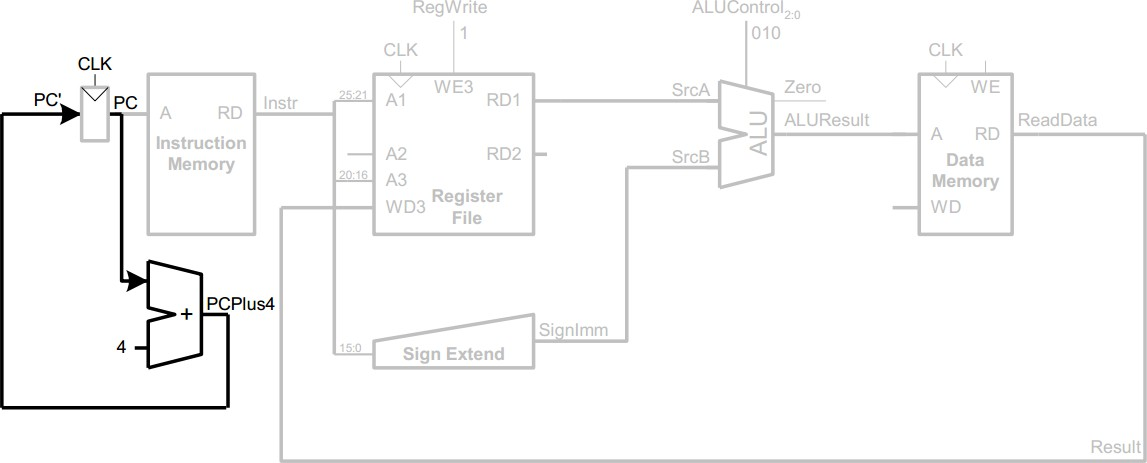 RegWrite
1
ALUControl2:0
010
CLK
CLK
CLK
PC'
PC
A
RD
Instruction
Memory
Instr
25:21
A1
WE3
RD1
A2
RD2
20:16
A3
WD3
Register
File
SrcA
SrcB
ALU
Zero
ALUResult
WE
A
RD
Data
Memory
WD
ReadData
4
+
PCPlus4
15:0
Sign Extend
SignImm
Result